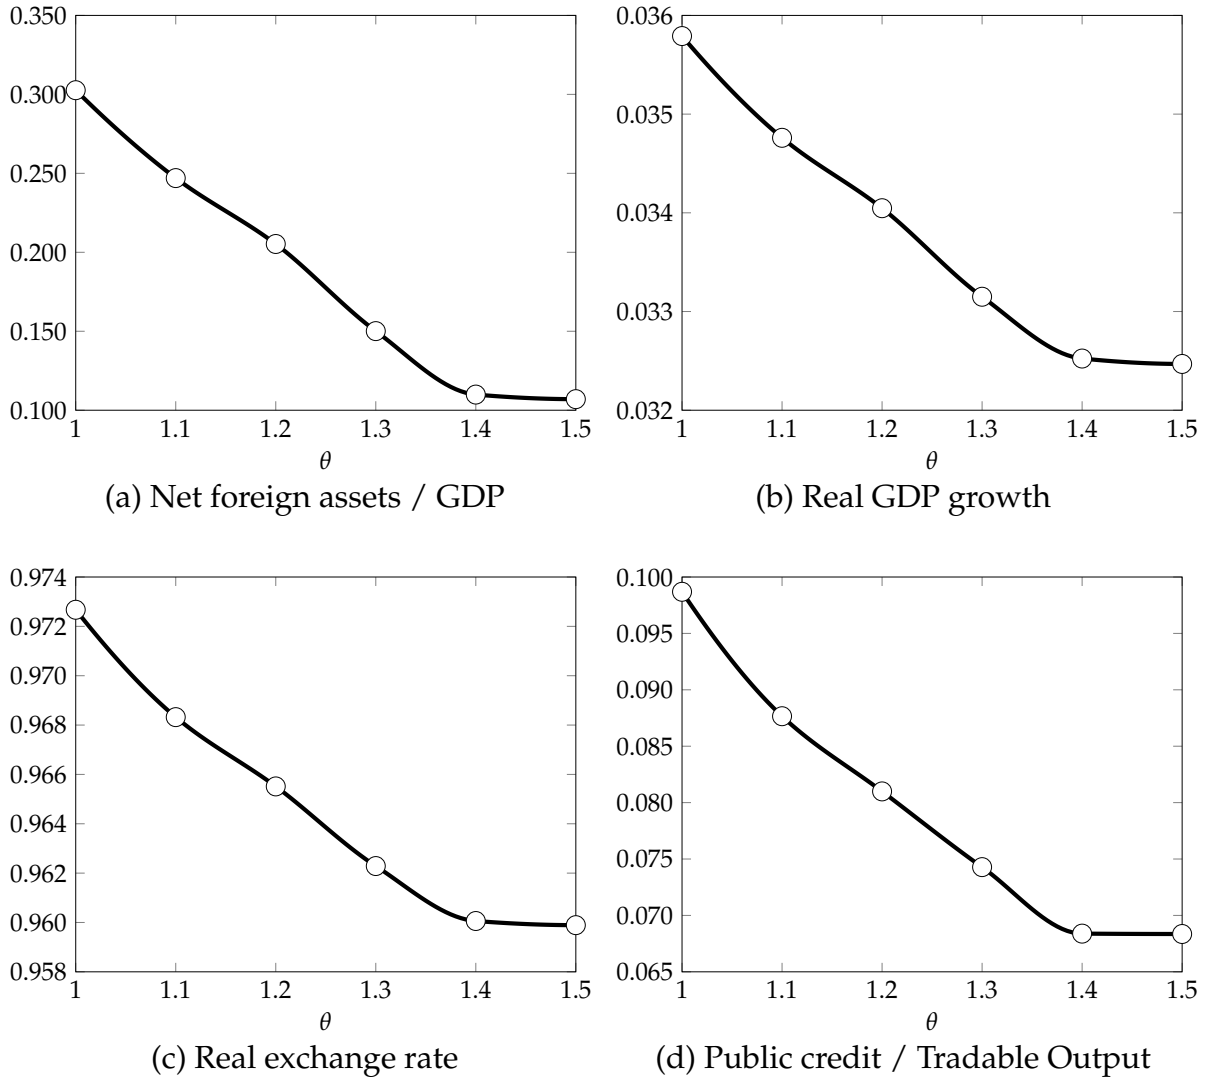 0.350
0.300
0.250
0.200
0.150
0.100
1 1.1 1.2 1.3 1.4 1.5
θ
(a) Net foreign assets / GDP
0.036
0.035
0.034
0.033
0.032
1 1.1 1.2 1.3 1.4 1.5
θ
(b) Real GDP growth
0.974
0.972
0.970
0.968
0.966
0.964
0.962
0.960
0.958
1 1.1 1.2 1.3 1.4 1.5
θ
(c) Real exchange rate
0.100
0.095
0.090
0.085
0.080
0.075
0.070
0.065
1 1.1 1.2 1.3 1.4 1.5
θ
(d) Public credit / Tradable Output